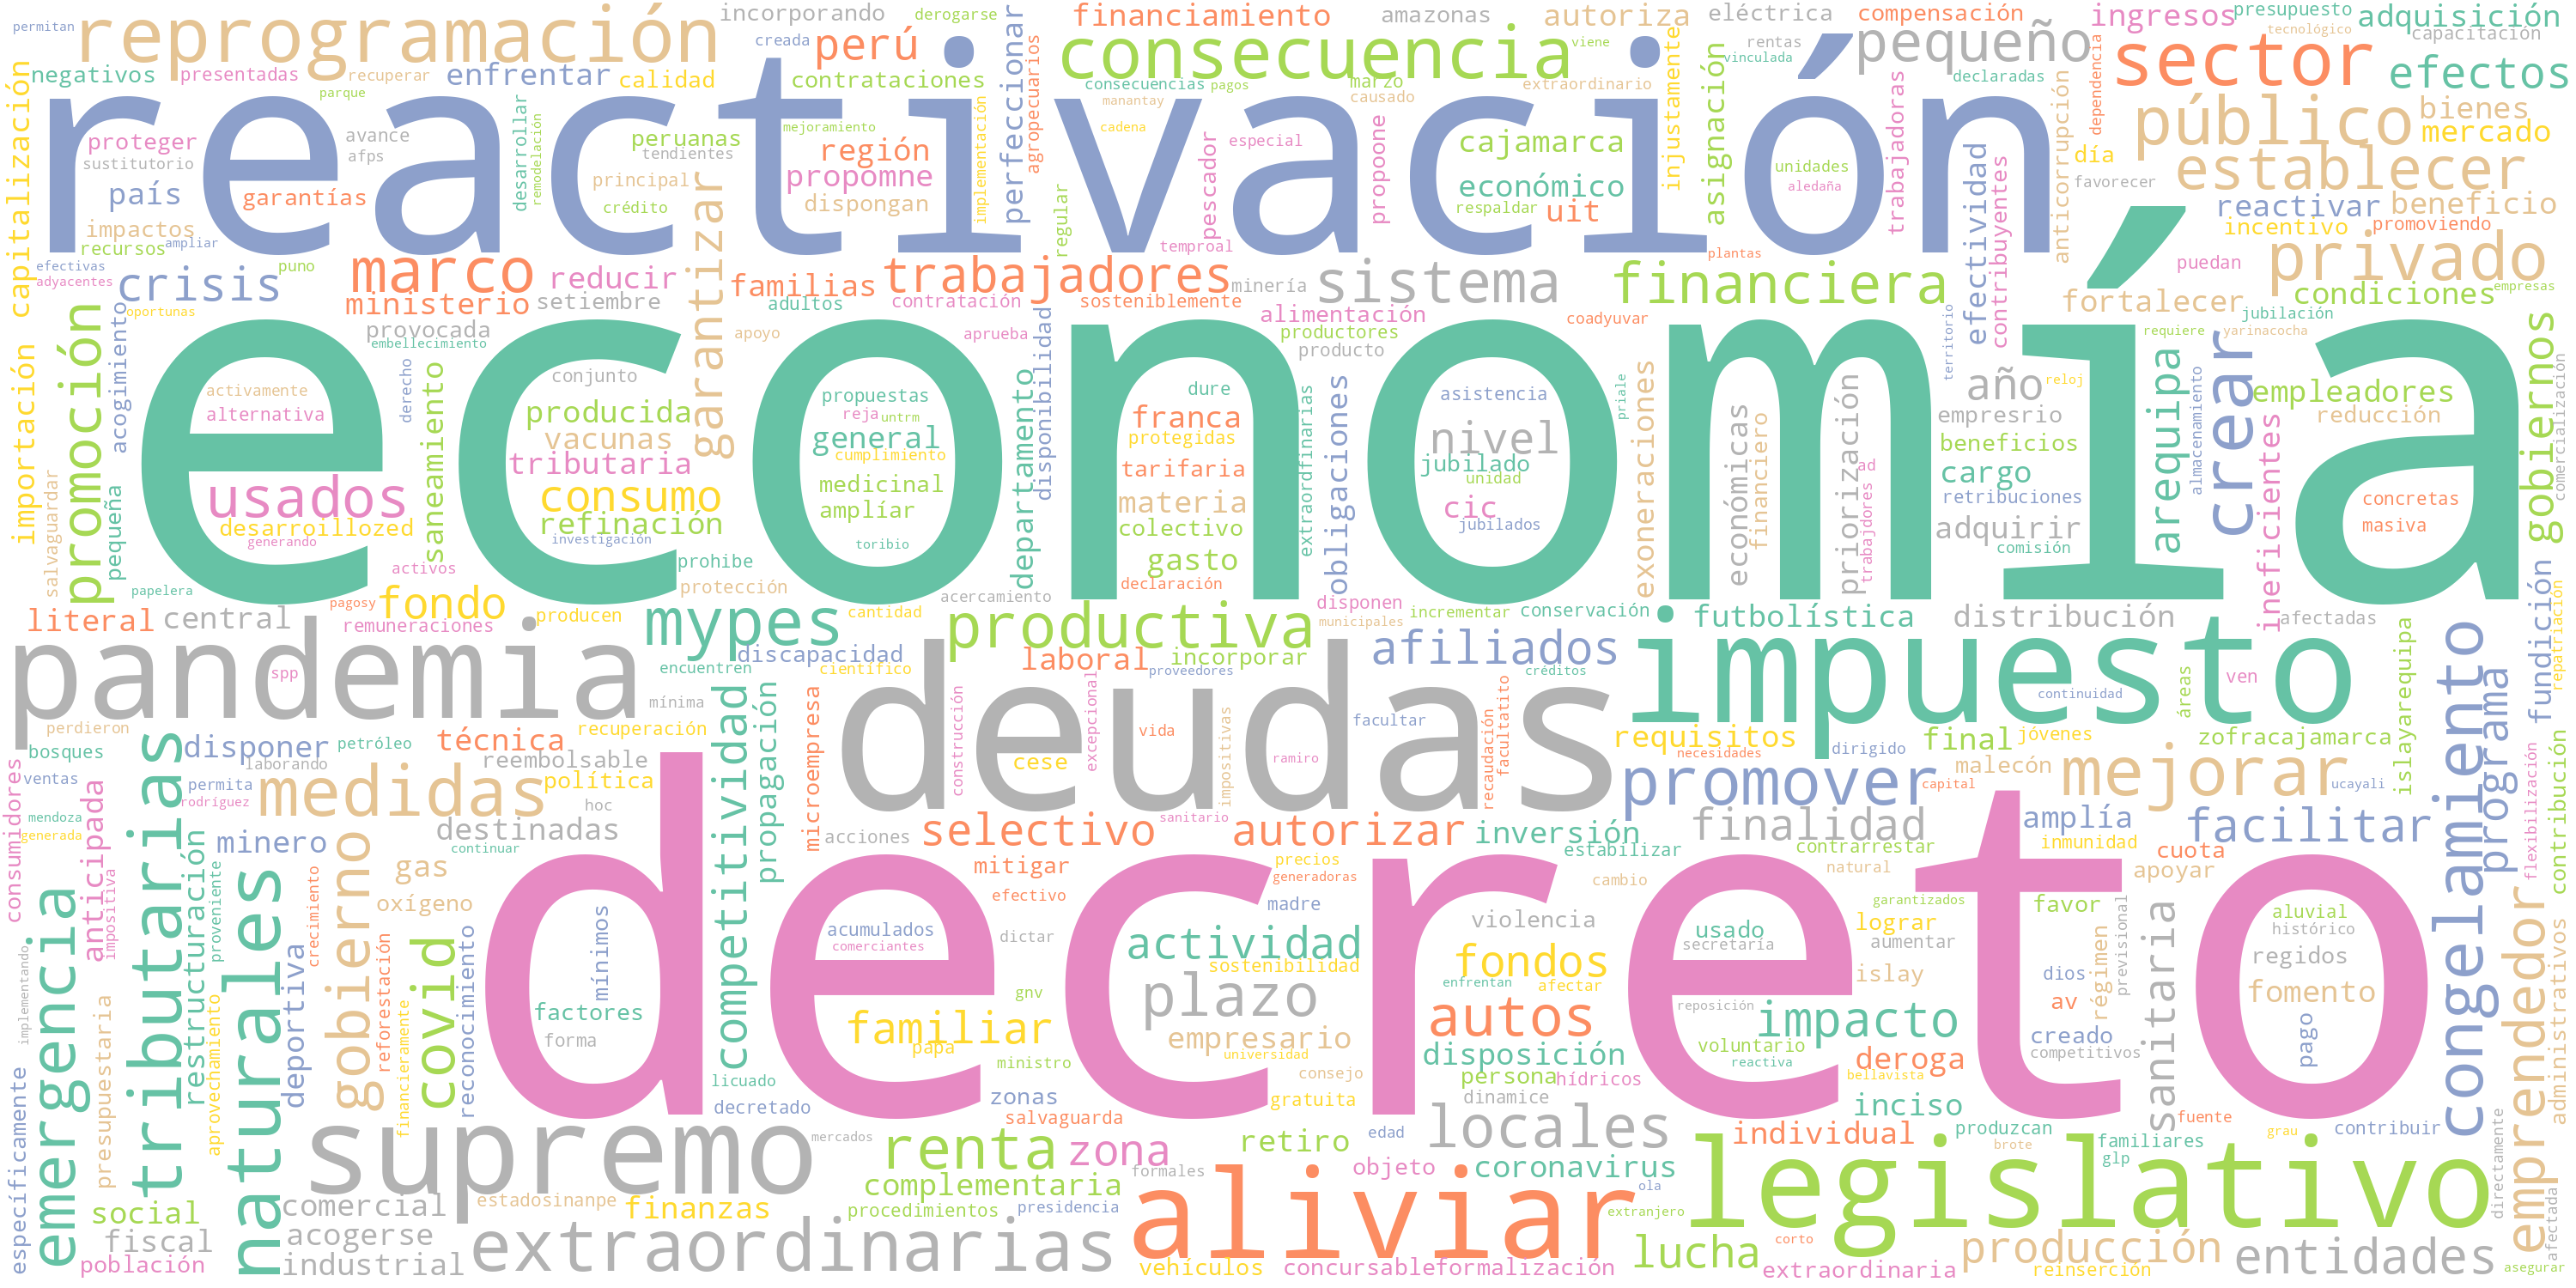 permitan reprogramación incorporando derogarse financiamiento amazonas autoriza eléctrica compensación ingresos presupuesto adquisición
creada perú consecuencia viene rentas pequeño tecnológico capacitación
negativos presentadas recuperar enfrentar calidad contrataciones perfeccionar agropecuarios asignación injustamente vinculada sector efectos
parque consecuencias pagos marzo extraordinario declaradas dependencia
manantay causado anticorrupción público bienes
reactivación
capitalización proteger avance desarrollar remodelación peruanas mejoramiento implementación cadena especial cajamarca trabajadoras mercado
sustitutorio afps tendientes región pescador propoone unidades día establecer
país principal propomne económico aledaña efectividad favorecer
garantías crédito dispongan respaldar uit contribuyentes reactivar beneficio
impactos garantizar regular incentivo promoviendo
recursos ampliar temproal plantas
efectivas puno crisis marco reducir familias trabajadores minería sistema financiera puedan privado
adyacentes ministerio setiembre adultos contratación sosteniblemente fortalecer condiciones empresas
oportunas provocada apoyo aprueba alimentación coadyuvar jubilación
promoción acogimiento embellecimiento disponibilidad productores requiere yarinacocha
importación producto territorio gobiernos
economía
activamente derecho conjunto propuestas dure asistencia exoneraciones priale año arequipa almacenamiento crear reloj empleadores comercialización
alternativa producida reja untrm franca obligaciones nivel económicas financiero priorización ad empresrio reducción
vacunas general protegidas jubilado beneficios ineficientes
saneamiento tributaria cumplimiento tarifaria unidad cargo
usados consumo medicinal materia cic retribuciones concretas
salvaguardar pequeña desarroillozed refinación ampliar colectivo jubilados adquirir masiva
generando investigación toribio departamento extraordfinarias gasto trabajdores comisión
activos prohibe declaración
papelera pagosy fondo producen protección acercamiento
literal central remuneraciones mypes cantidad productiva disponen incrementar conservación futbolística distribución afectadas
municipales
pandemia spp encuentren discapacidad científico laboral incorporar proveedores afiliados créditos impuesto ven fundición repatriación
mínima deudas continuidad áreas congelamiento programa
perdieron recuperación competitividad propagación microempresa construcción vida excepcional impositivas facultar recaudación facultatitto requisitos final jóvenes zofracajamarca islayarequipa
bosques disponer petróleo técnica reembolsable cese ramiro dirigido necesidades malecón mejorar
ventas permita laborando política promover capital ucayali
consumidores rodríguez medidas hoc sanitario
mendoza tributarias minero destinadas acciones selectivo autorizar inversión finalidad amplía facilitar flexibilización contribución
generada anticipada continuar mitigar precios estabilizar contrarrestar inmunidad cuota
restructuración gas generadoras cambio natural apoyar
decreto
emergencia impositiva naturales proveniente crecimiento gobierno oxígeno mínimos acumulados efectivo madre violencia usado garantizados lograr favor aluvial emprendedor administrativos
comerciantes dictar actividad secretaría aumentar sanitaria histórico
implementando deportiva reforestación covid reconocimiento factores sostenibilidad fondos islay dios previsional regidos
presupuestaria aprovechamiento financieramente forma gnv plazo enfrentan afectar reposición av régimen fomento
familiar papa empresario autos impacto creado pago
universidad disposición voluntario competitivos
licuado ministro consejo persona hídricos reactiva deroga
específicamente decretado zonas gratuita dinamice bellavista inciso
salvaguarda fuente
supremo mercados renta zona retiro edad locales individual produzcan familiares grau contribuir directamente
formales brote glp
social comercial estadosinanpe finanzas complementaria objeto coronavirus legislativo
fiscal acogerse procedimientos presidencia aliviar ola extranjero
población industrial extraordinarias lucha corto producción entidades afectada
vehículos concursableformalización extraordinaria reinserción asegurar